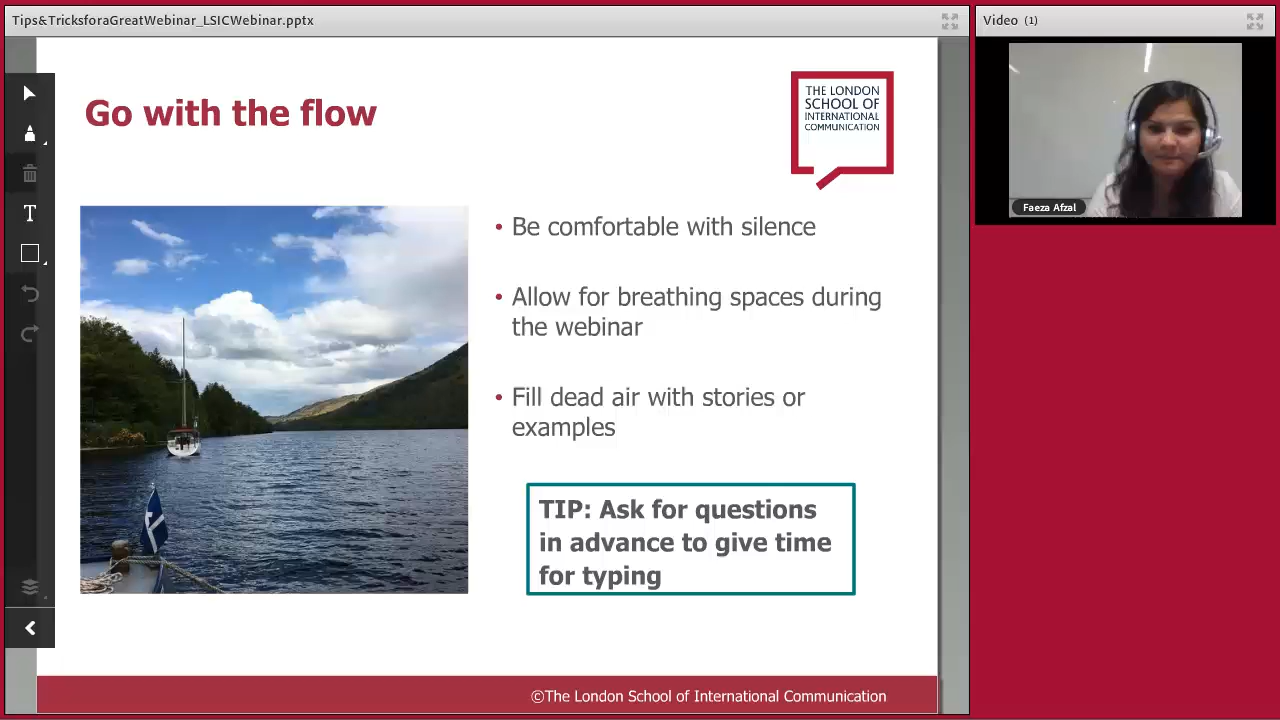 Tips&TricksforaGreatWebinar_LSICWebinar.pptx
Video (1)
Go with the flow
THE LONDON
SCHOOL OF
INTERNATIONAL
COMMUNICATION
Faeza Afzal
• Be comfortable with silence
• Allow for breathing spaces during
the webinar
• Fill dead air with stories or
examples
TIP: Ask for questions
in advance to give time
for typing
T
©The London School of International Communication